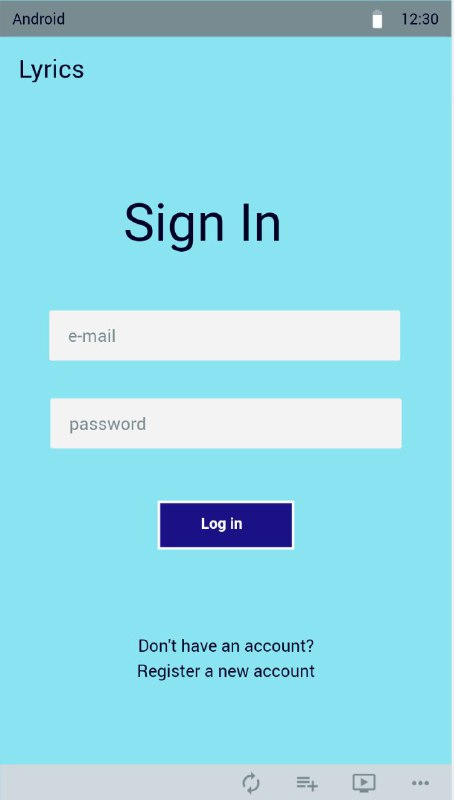 Android 12:30
Lyrics
Sign In
e-mail
password
Log in
Don't have an account?
Register a new account